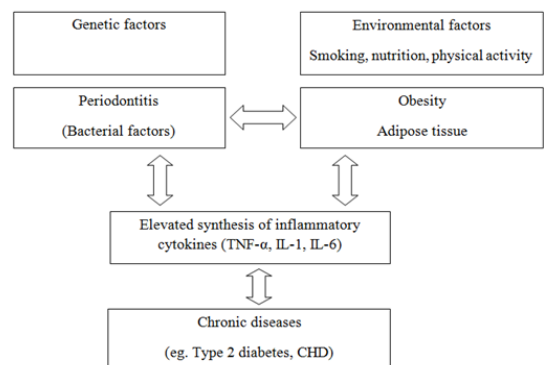 Genetic factors
Environmental factors
Smoking, nutrition, physical activity
Periodontitis
(Bacterial factors)
Obesity
Adipose tissue
Elevated synthesis of inflammatory
cytokines (TNF-α, IL-1, IL-6)
Chronic diseases
(eg. Type 2 diabetes, CHD)